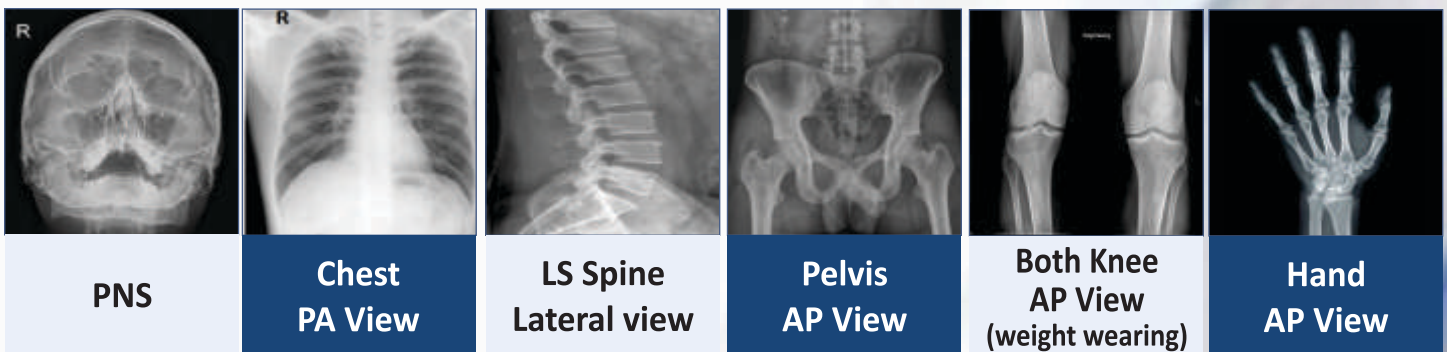 R
R
PNS
Chest
PA View
LS Spine
Lateral view
Pelvis
AP View
Both Knee
AP View
(weight wearing)
Hand
AP View